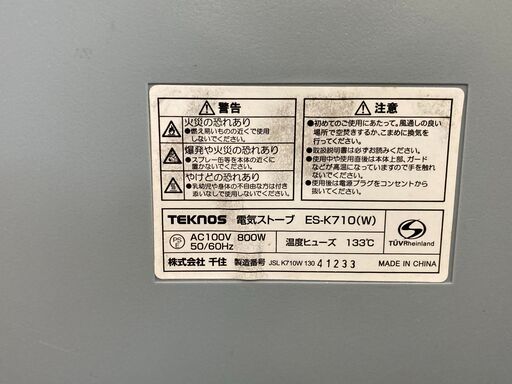 警告
火災の恐れあり
●燃え易いものの近くで使用
しないでください。
爆発や火災の恐れあり
●スプレー缶等を本体の近くに
置かないでください。
やけどの恐れあり
●乳幼児や身体の不自由な方は付き
添いなしで使用しないでください。
注意
●初めてのご使用にあたって。風通しの良い
場所で空焚きするか、こまめに換気を
行ってください。
●取扱説明書は必ずお読みください。
●使用中や使用直後は本体上部、ガード
などが高温になっていますので手を触
れないでください。
●使用後は電源プラグをコンセントから
抜いてください。
TEKNOS 電気ストーブ ES-K710(W)
PS
E
AC100V 800W
50/60Hz
温度ヒューズ 133℃
TÜVRheinland
株式会社 千住 製造番号 JSL K710W 130 41233 MADE IN CHINA